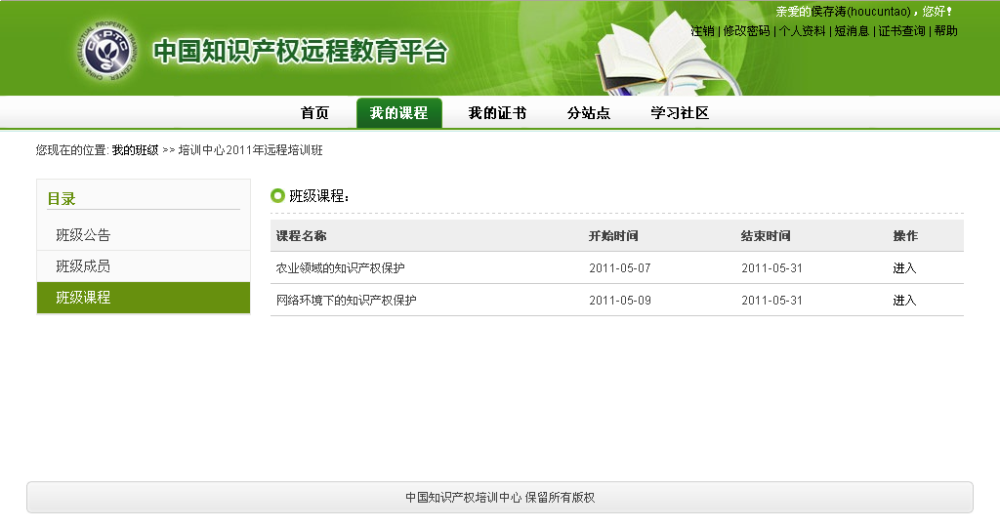 亲爱的侯存涛(houcuntao)，您好！
注销 | 修改密码 | 个人资料 | 短消息 | 证书查询 | 帮助
CHINA INTELLECTUAL PROPERTY TRAINING CENTER
CIPTC
中国知识产权远程教育平台
首页 我的课程 我的证书 分站点 学习社区
您现在的位置: 我的班级 >> 培训中心2011年远程培训班
目录
班级公告
班级成员
班级课程
班级课程：
课程名称 开始时间 结束时间 操作
农业领域的知识产权保护 2011-05-07 2011-05-31 进入
网络环境下的知识产权保护 2011-05-09 2011-05-31 进入
中国知识产权培训中心 保留所有版权